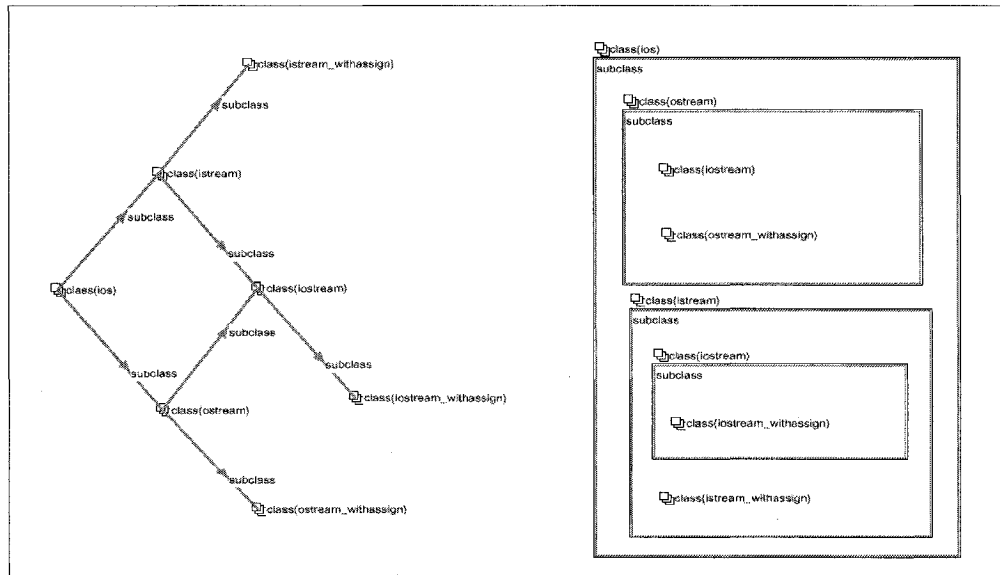 class(istream_withassign)
subclass
class(istream)
subclass
subclass
class(ios)
class(iostream)
subclass
subclass
subclass
class(iostream_withassign)
class(ostream)
subclass
class(ostream_withassign)
class(ios)
subclass
class(ostream)
subclass
class(iostream)
class(ostream_withassign)
class(istream)
subclass
class(iostream)
subclass
class(iostream_withassign)
class(istream_withassign)